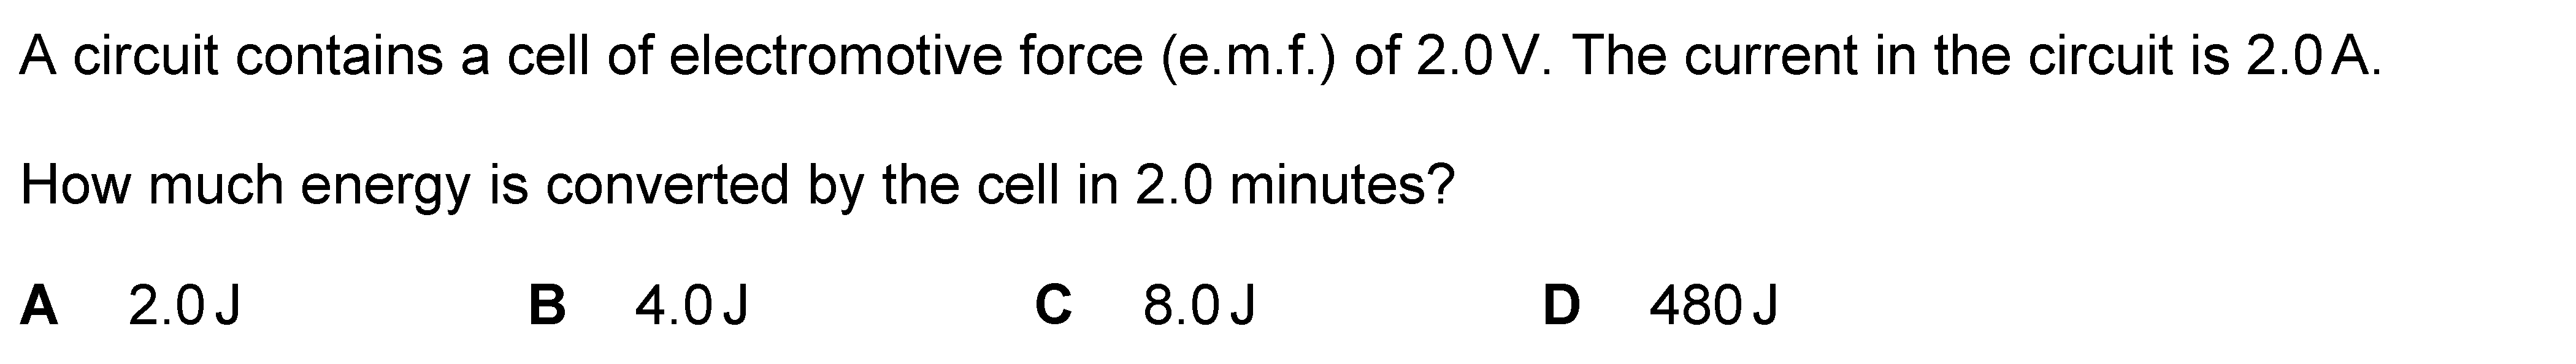 A circuit contains a cell of electromotive force (e.m.f.) of 2.0 V. The current in the circuit is 2.0 A.
How much energy is converted by the cell in 2.0 minutes?
A 2.0 J B 4.0 J C 8.0 J D 480 J